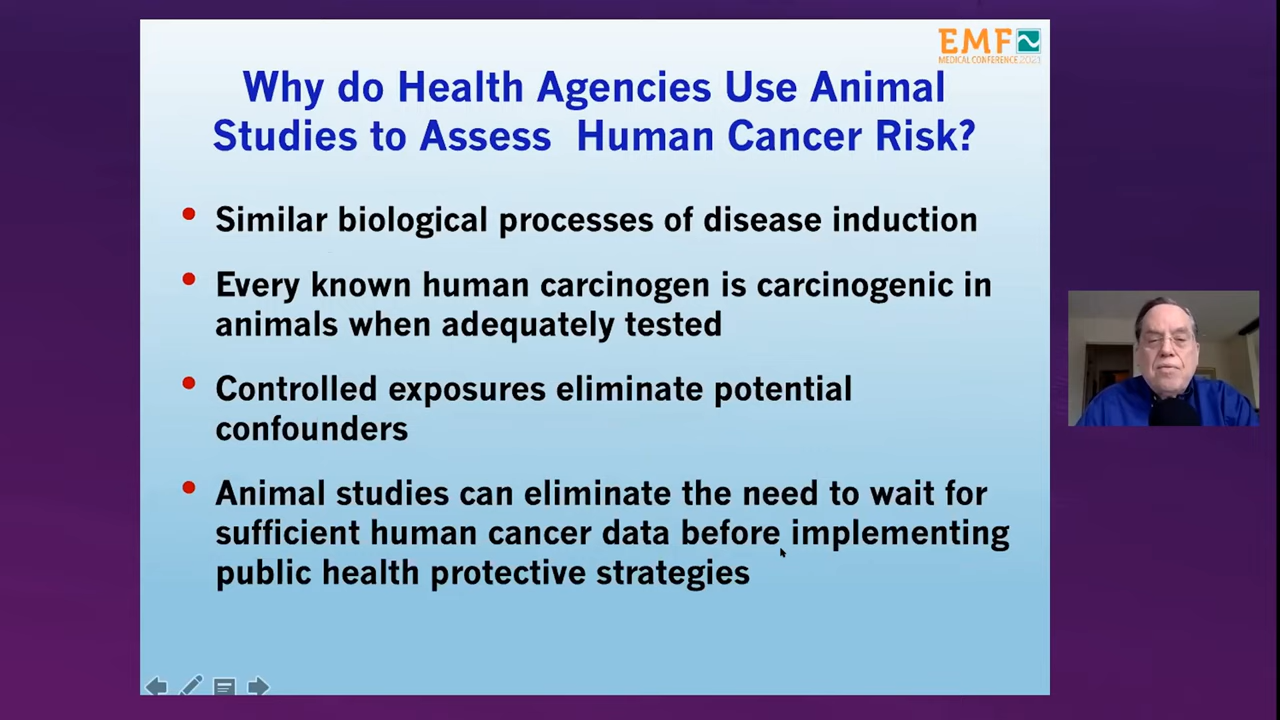 EMF
MEDICAL CONFERENCE 2021
Why do Health Agencies Use Animal
Studies to Assess Human Cancer Risk?
• Similar biological processes of disease induction
• Every known human carcinogen is carcinogenic in
animals when adequately tested
• Controlled exposures eliminate potential
confounders
• Animal studies can eliminate the need to wait for
sufficient human cancer data before implementing
public health protective strategies